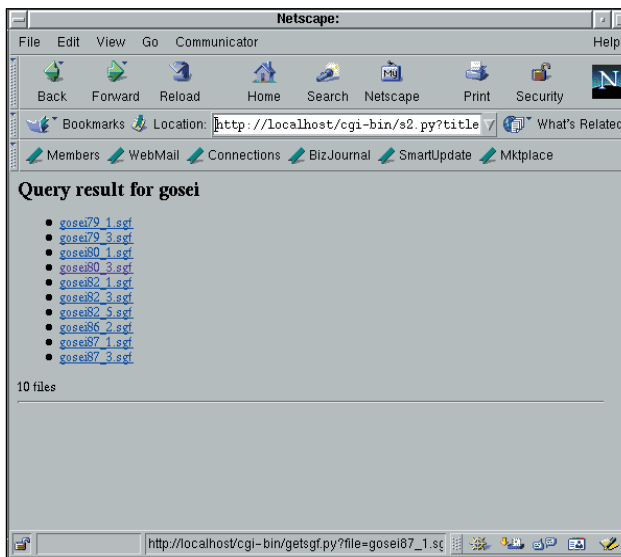 Netscape:
File Edit View Go Communicator Help
Back Forward Reload Home Search Netscape Print Security
My
N
Bookmarks Location: http://localhost/cgi-bin/s2.py?title What's Related
Members WebMail Connections BizJournal SmartUpdate Mktplace
Query result for gosei
gosei79_1.sgf
gosei79_3.sgf
gosei80_1.sgf
gosei80_3.sgf
gosei82_1.sgf
gosei82_3.sgf
gosei82_5.sgf
gosei86_2.sgf
gosei87_1.sgf
gosei87_3.sgf
10 files
http://localhost/cgi-bin/getsgf.py?file=gosei87_1.sg